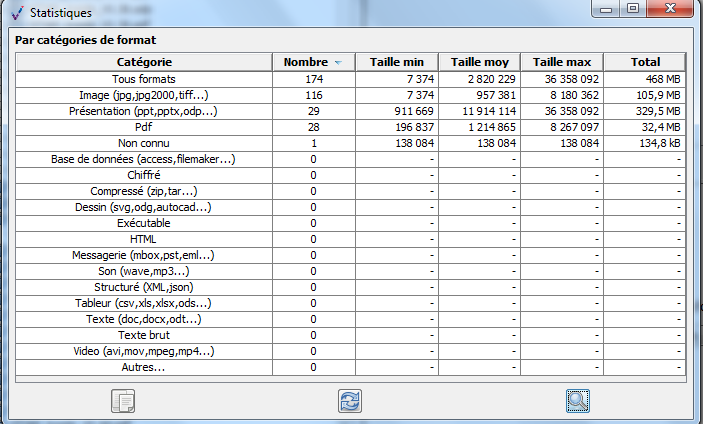 Statistiques
Par catégories de format
Catégorie Nombre Taille min Taille moy Taille max Total
Tous formats 174 7 374 2 820 229 36 358 092 468 MB
Image (jpg,jpg2000,tiff...) 116 7 374 957 381 8 180 362 105,9 MB
Présentation (ppt,pptx,odp...) 29 911 669 11 914 114 36 358 092 329,5 MB
Pdf 28 196 837 1 214 865 8 267 097 32,4 MB
Non connu 1 138 084 138 084 138 084 134,8 kB
Base de données (access,filemaker...) 0 - - - -
Chiffré 0 - - - -
Compressé (zip,tar...) 0 - - - -
Dessin (svg,odg,autocad...) 0 - - - -
Exécutable 0 - - - -
HTML 0 - - - -
Messagerie (mbox,pst,eml...) 0 - - - -
Son (wave,mp3...) 0 - - - -
Structuré (XML,json) 0 - - - -
Tableur (csv,xls,xlsx,ods...) 0 - - - -
Texte (doc,docx,odt...) 0 - - - -
Texte brut 0 - - - -
Video (avi,mov,mpeg,mp4...) 0 - - - -
Autres... 0 - - - -